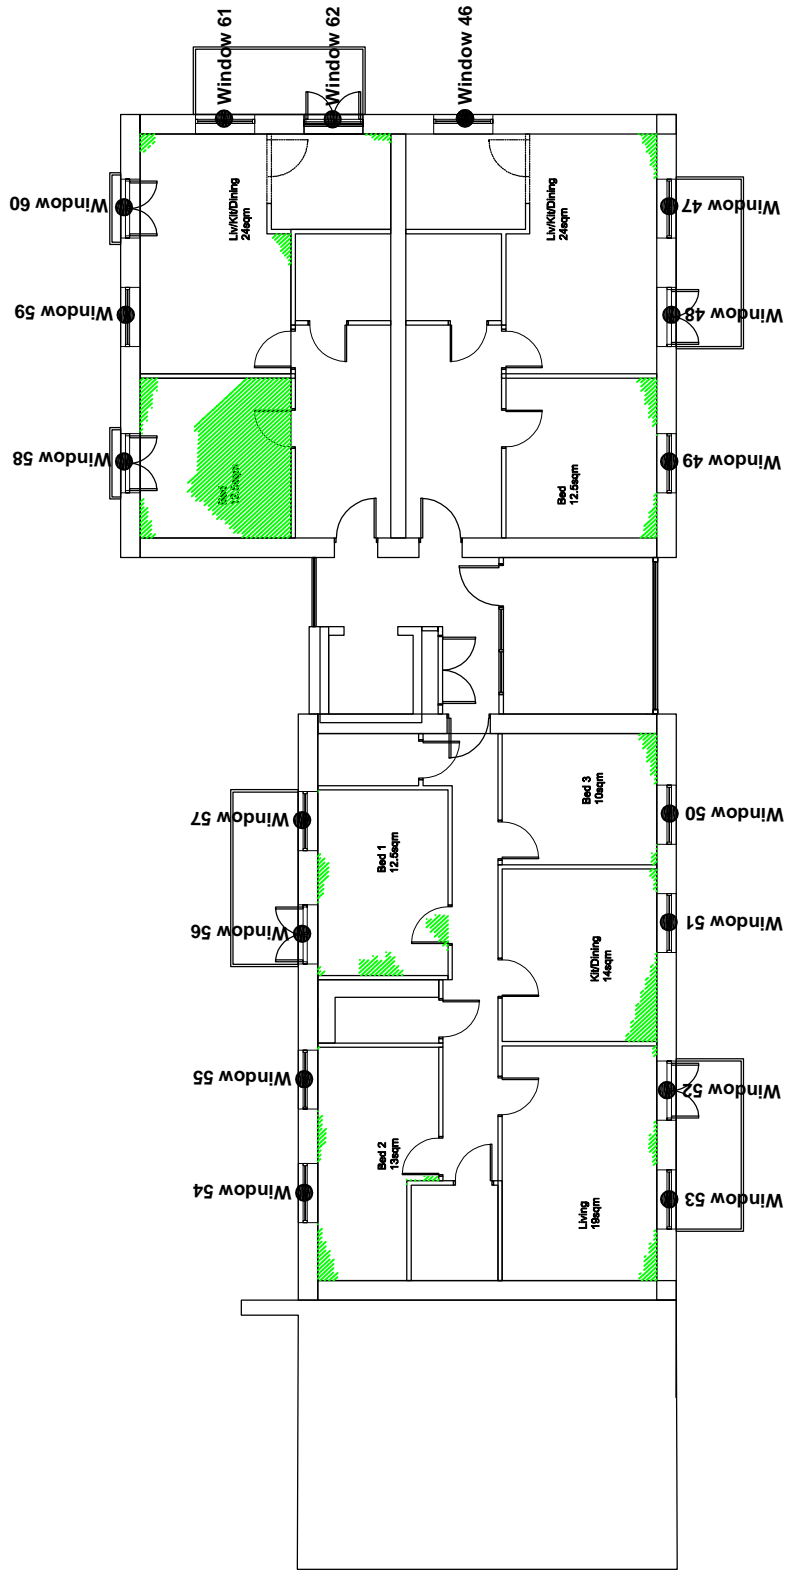 Window 61
Window 62
Window 46
Window 60
Window 47
Liv/Kit/Dining
24sqm
Liv/Kit/Dining
24sqm
Window 59
Window 48
Window 58
Window 49
Bed
12.5sqm
Bed
12.5sqm
Window 57
Window 50
Bed 3
10sqm
Bed 1
12.5sqm
Window 56
Window 51
Kit/Dining
14sqm
Window 55
Window 52
Bed 2
13sqm
Window 54
Window 53
Living
19sqm